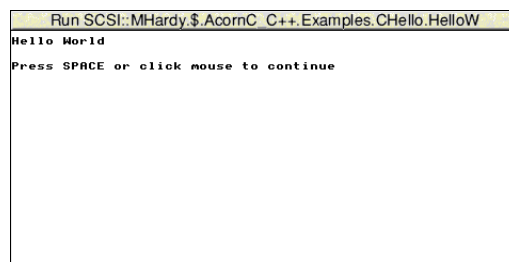 Run SCSI::MHardy.$.AcornC_C++.Examples.CHello.HelloW
Hello World
Press SPACE or click mouse to continue